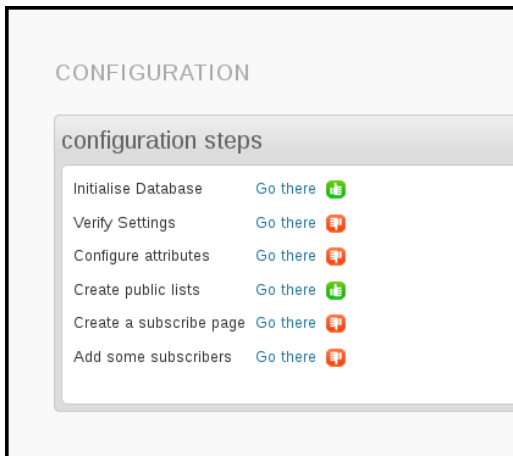 CONFIGURATION
configuration steps
Initialise Database Go there
Verify Settings Go there
Configure attributes Go there
Create public lists Go there
Create a subscribe page Go there
Add some subscribers Go there